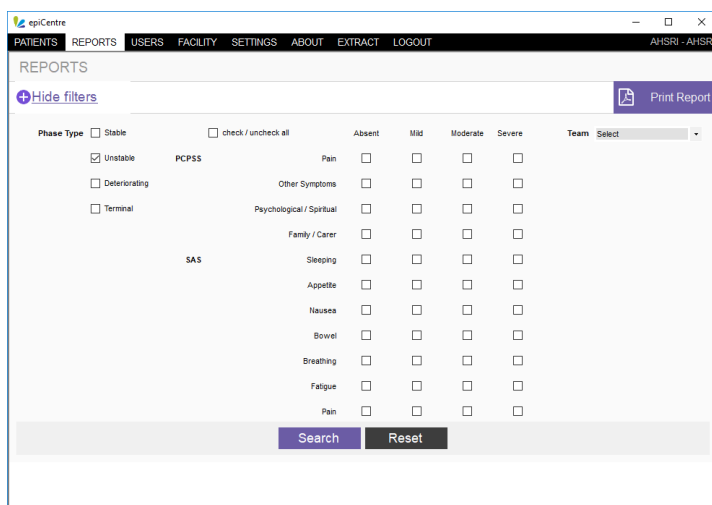 epiCentre
PATIENTS REPORTS USERS FACILITY SETTINGS ABOUT EXTRACT LOGOUT AHSRI - AHSR
REPORTS
Hide filters
Print Report
Phase Type Stable check / uncheck all Absent Mild Moderate Severe Team Select
Unstable PCPSS Pain
Deteriorating Other Symptoms
Terminal Psychological / Spiritual
Family / Carer
SAS Sleeping
Appetite
Nausea
Bowel
Breathing
Fatigue
Pain
Search Reset